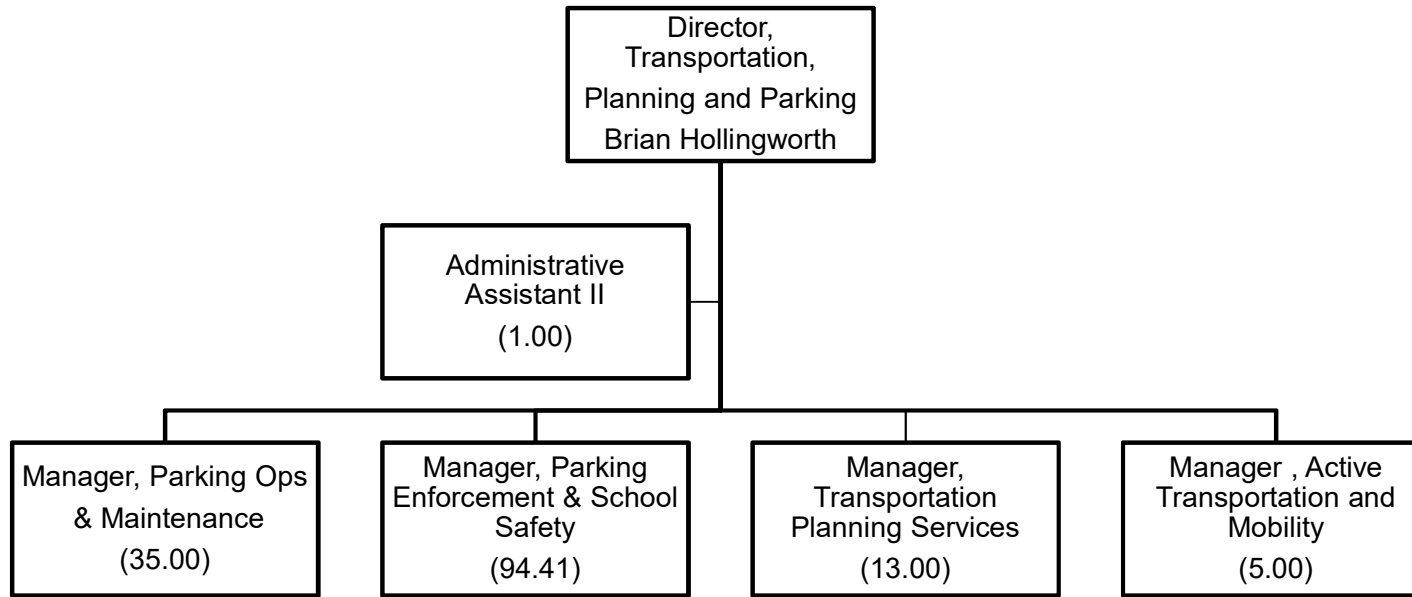 Director,
Transportation,
Planning and Parking
Brian Hollingworth
Administrative
Assistant II
(1.00)
Manager, Parking Ops
& Maintenance
(35.00)
Manager, Parking
Enforcement & School
Safety
(94.41)
Manager,
Transportation
Planning Services
(13.00)
Manager , Active
Transportation and
Mobility
(5.00)